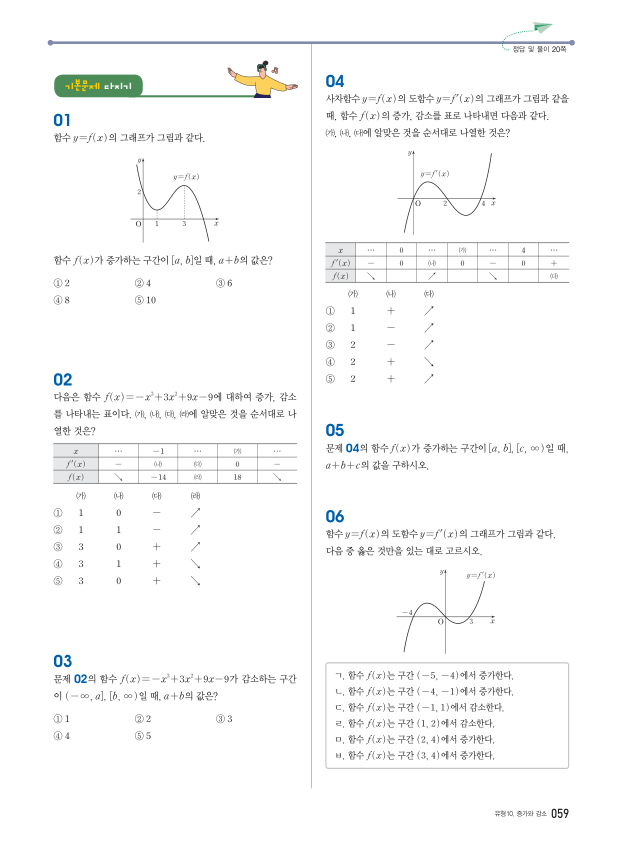 정답 및 풀이 20쪽
기본문제 다지기
01
함수 y=f(x)의 그래프가 그림과 같다.
y
y=f(x)
2
O 1 3 x
함수 f(x)가 증가하는 구간이 [a, b]일 때, a+b의 값은?
① 2 ② 4 ③ 6
④ 8 ⑤ 10
02
다음은 함수 f(x)=-x³+3x²+9x-9에 대하여 증가, 감소
를 나타내는 표이다. ㈎, ㈏, ㈐, ㈑에 알맞은 것을 순서대로 나
열한 것은?
x … -1 … ㈎ …
f'(x) - ㈏ ㈐ 0 -
f(x) ↘ -14 ㈑ 18 ↘
㈎ ㈏ ㈐ ㈑
① 1 0 - ↗
② 1 1 - ↗
③ 3 0 + ↗
④ 3 1 + ↘
⑤ 3 0 + ↘
03
문제 02의 함수 f(x)=-x³+3x²+9x-9가 감소하는 구간
이 (-∞, a], [b, ∞)일 때, a+b의 값은?
① 1 ② 2 ③ 3
④ 4 ⑤ 5
04
사차함수 y=f(x)의 도함수 y=f'(x)의 그래프가 그림과 같을
때, 함수 f(x)의 증가, 감소를 표로 나타내면 다음과 같다.
㈎, ㈏, ㈐에 알맞은 것을 순서대로 나열한 것은?
y
y=f'(x)
O 2 4 x
x … 0 … ㈎ … 4 …
f'(x) - 0 ㈏ 0 - 0 +
f(x) ↘ ↗ ↘ ㈐
㈎ ㈏ ㈐
① 1 + ↗
② 1 - ↗
③ 2 - ↗
④ 2 + ↘
⑤ 2 + ↗
05
문제 04의 함수 f(x)가 증가하는 구간이 [a, b], [c, ∞)일 때,
a+b+c의 값을 구하시오.
06
함수 y=f(x)의 도함수 y=f'(x)의 그래프가 그림과 같다.
다음 중 옳은 것만을 있는 대로 고르시오.
y
y=f'(x)
-4 O 3 x
ㄱ. 함수 f(x)는 구간 (-5, -4)에서 증가한다.
ㄴ. 함수 f(x)는 구간 (-4, -1)에서 증가한다.
ㄷ. 함수 f(x)는 구간 (-1, 1)에서 감소한다.
ㄹ. 함수 f(x)는 구간 (1, 2)에서 감소한다.
ㅁ. 함수 f(x)는 구간 (2, 4)에서 증가한다.
ㅂ. 함수 f(x)는 구간 (3, 4)에서 증가한다.
유형10. 증가와 감소 059